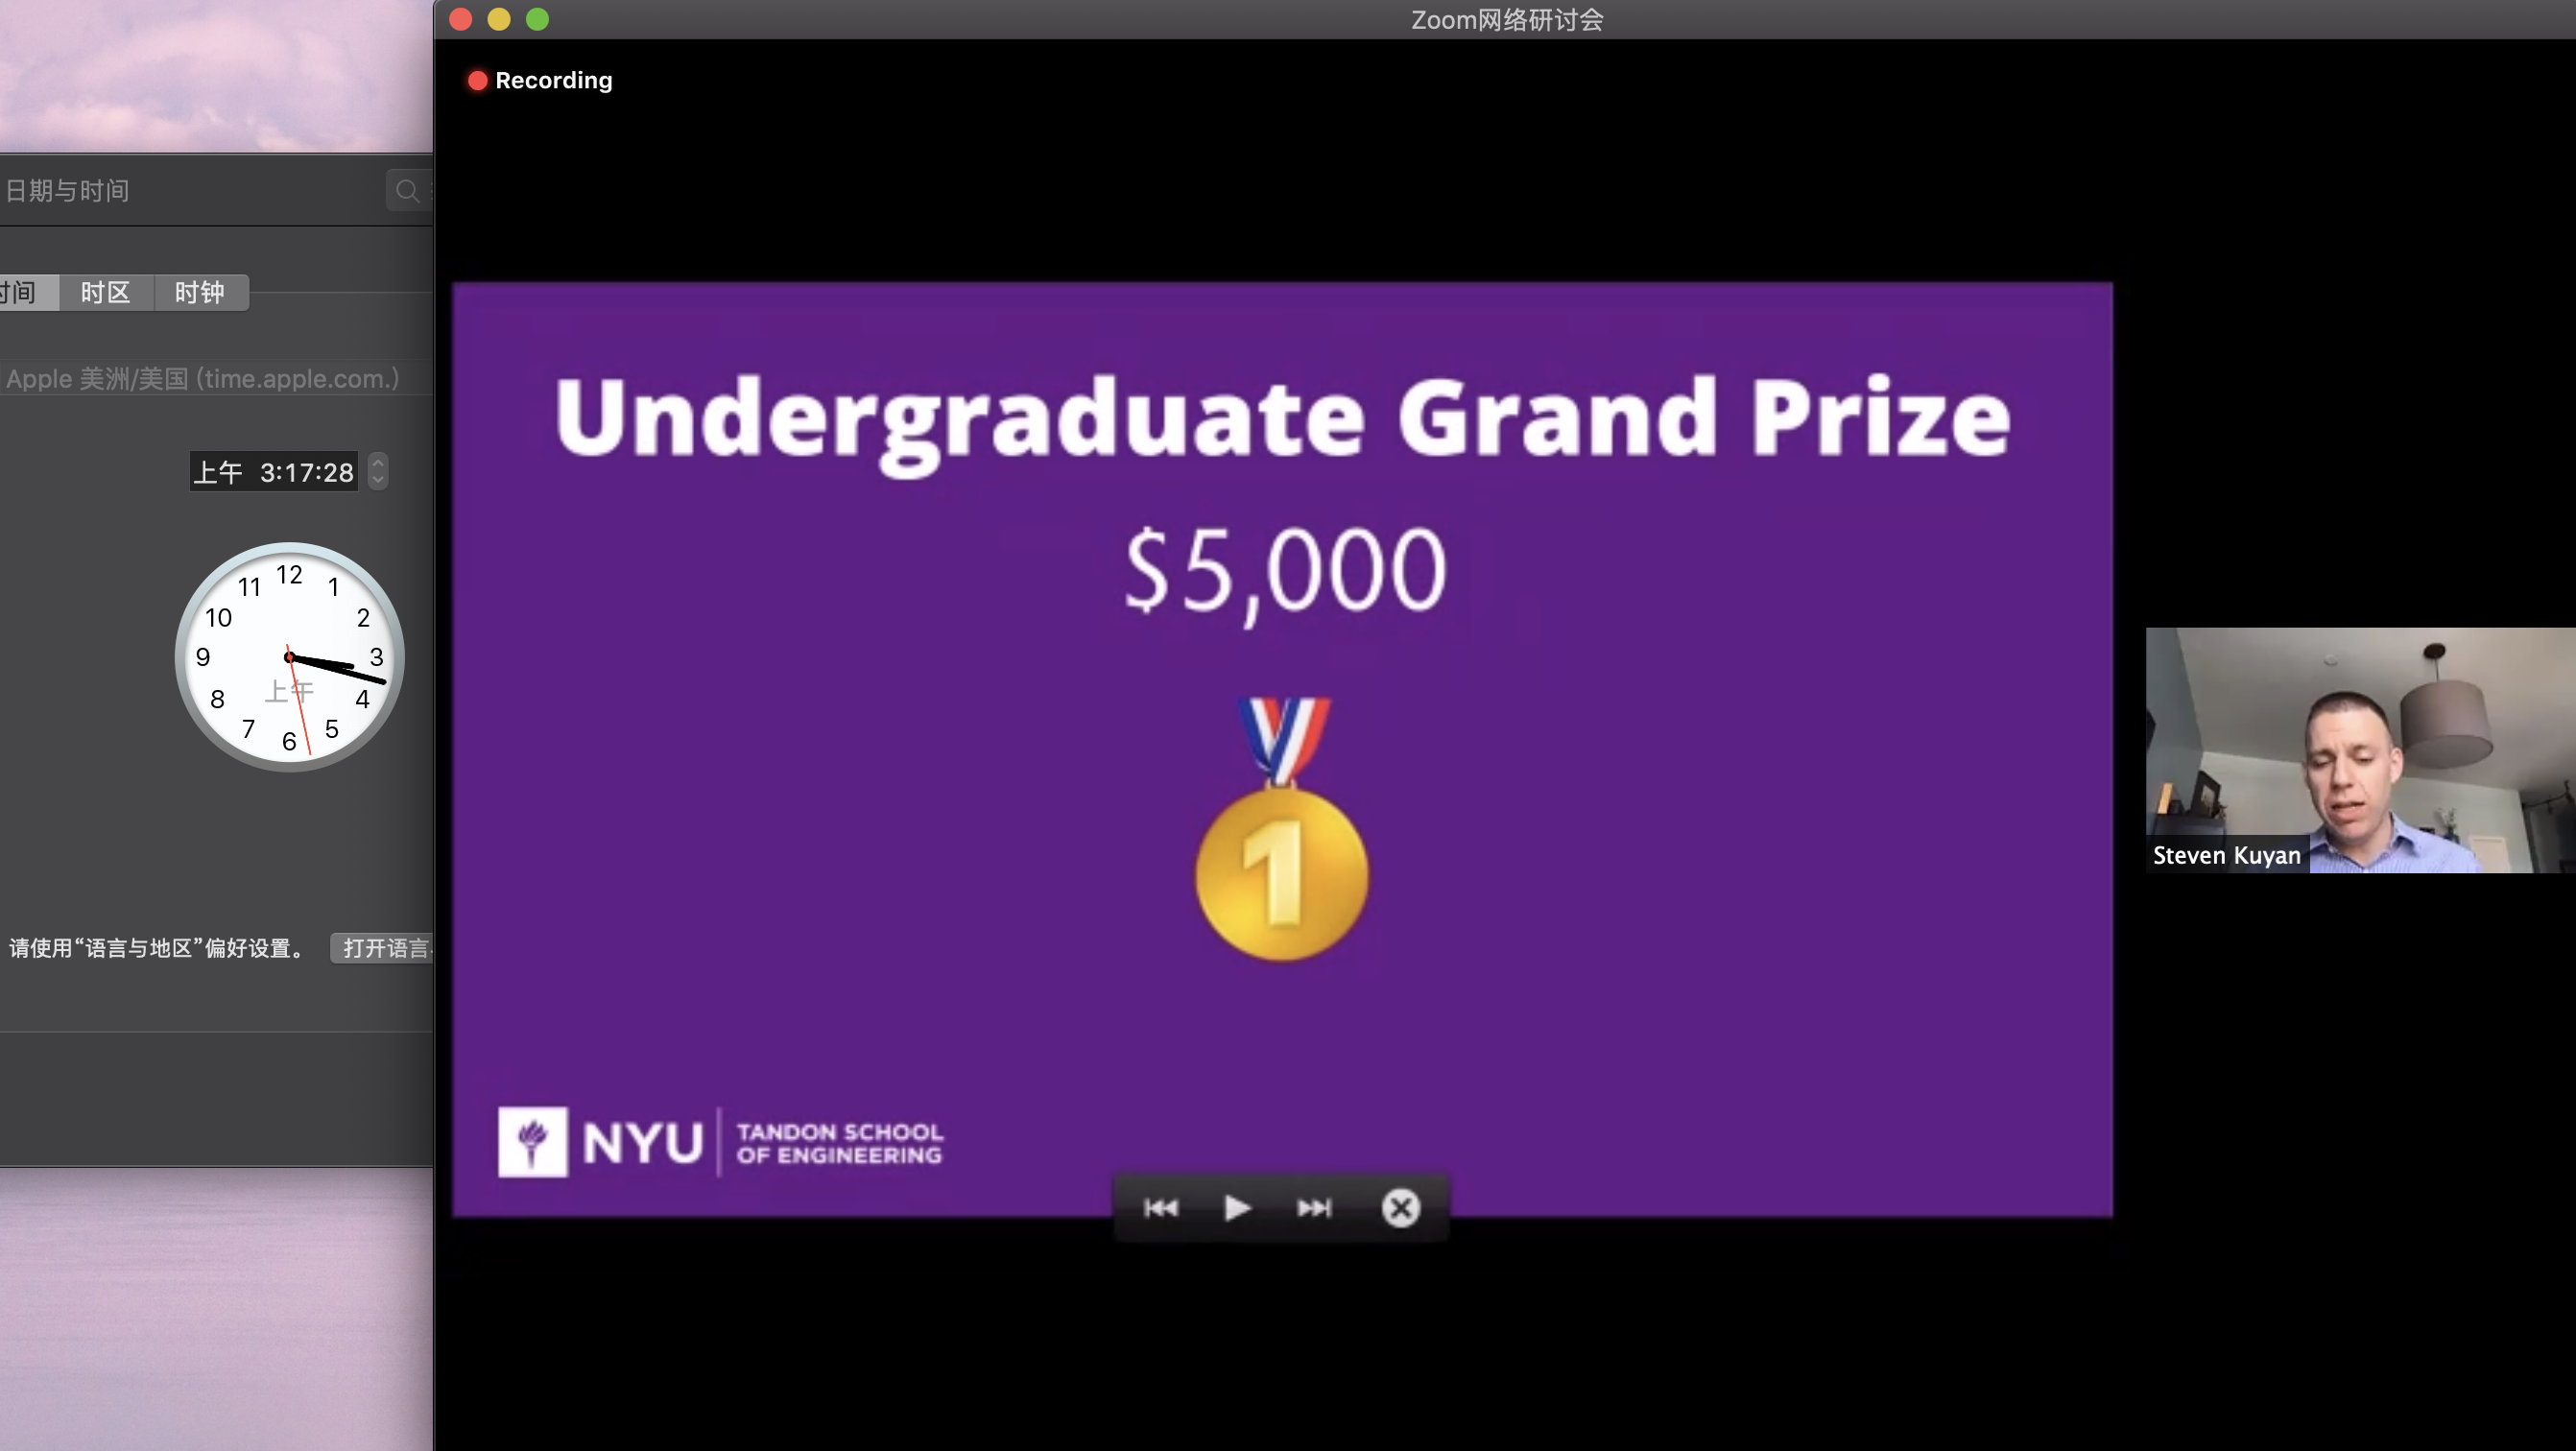 Zoom网络研讨会
Recording
日期与时间
时间
时区
时钟
Apple 美洲/美国 (time.apple.com.)
上午 3:17:28
12
1
2
3
4
5
6
7
8
9
10
11
上午
请使用“语言与地区”偏好设置。
打开语言
Undergraduate Grand Prize
$5,000
1
NYU
TANDON SCHOOL
OF ENGINEERING
Steven Kuyan